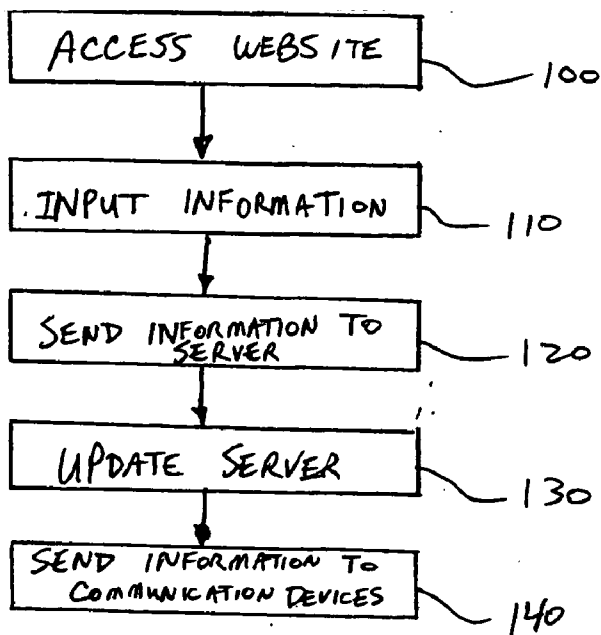 ACCESS WEBSITE
100
INPUT INFORMATION
110
SEND INFORMATION TO
SERVER
120
UPDATE SERVER
130
SEND INFORMATION TO
COMMUNICATION DEVICES
140